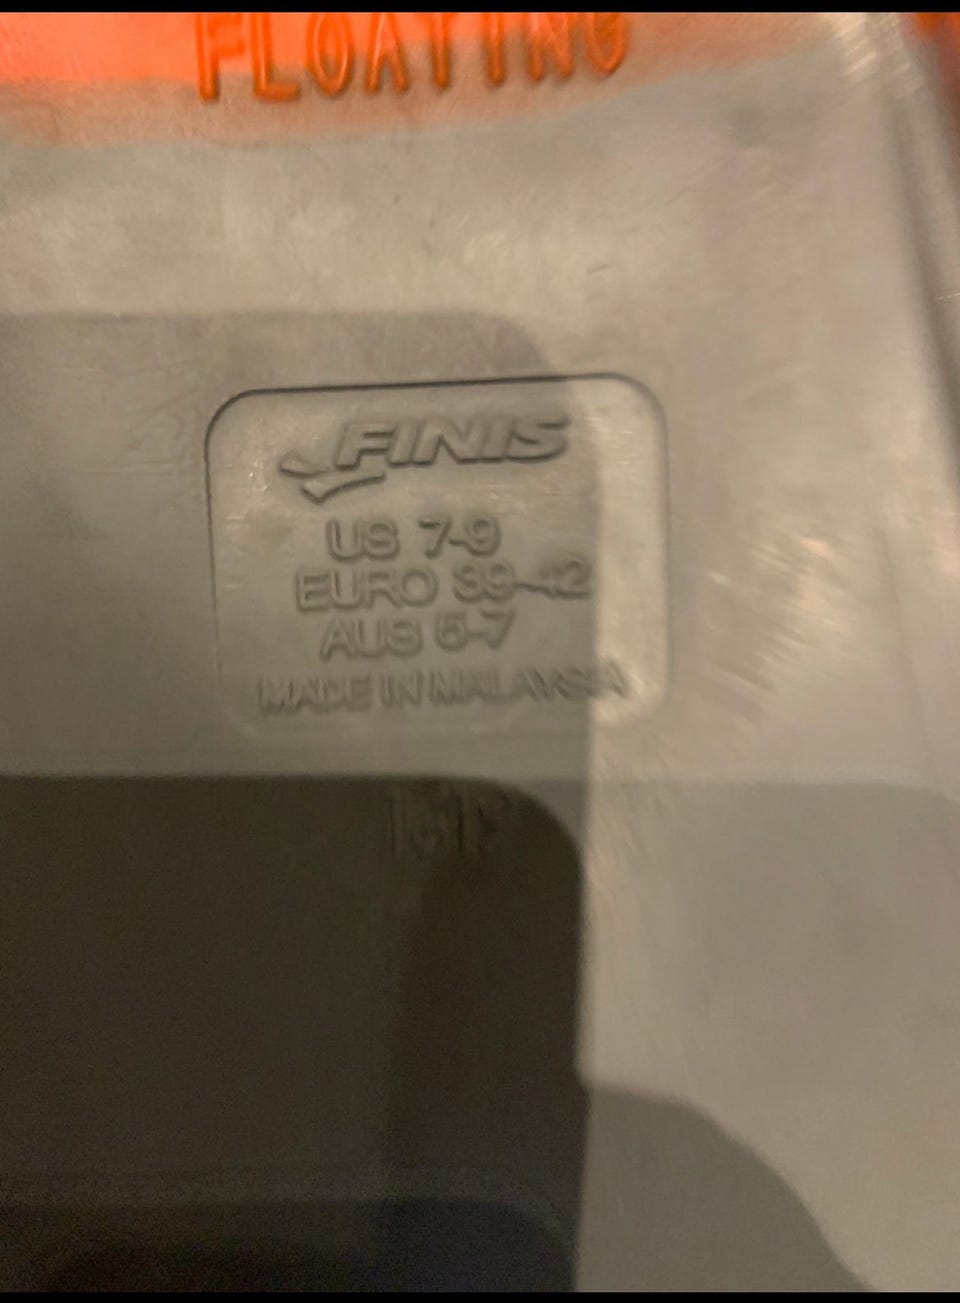 FLOATING
FINIS
US 7-9
EURO 39-42
AUS 5-7
MADE IN MALAYSIA